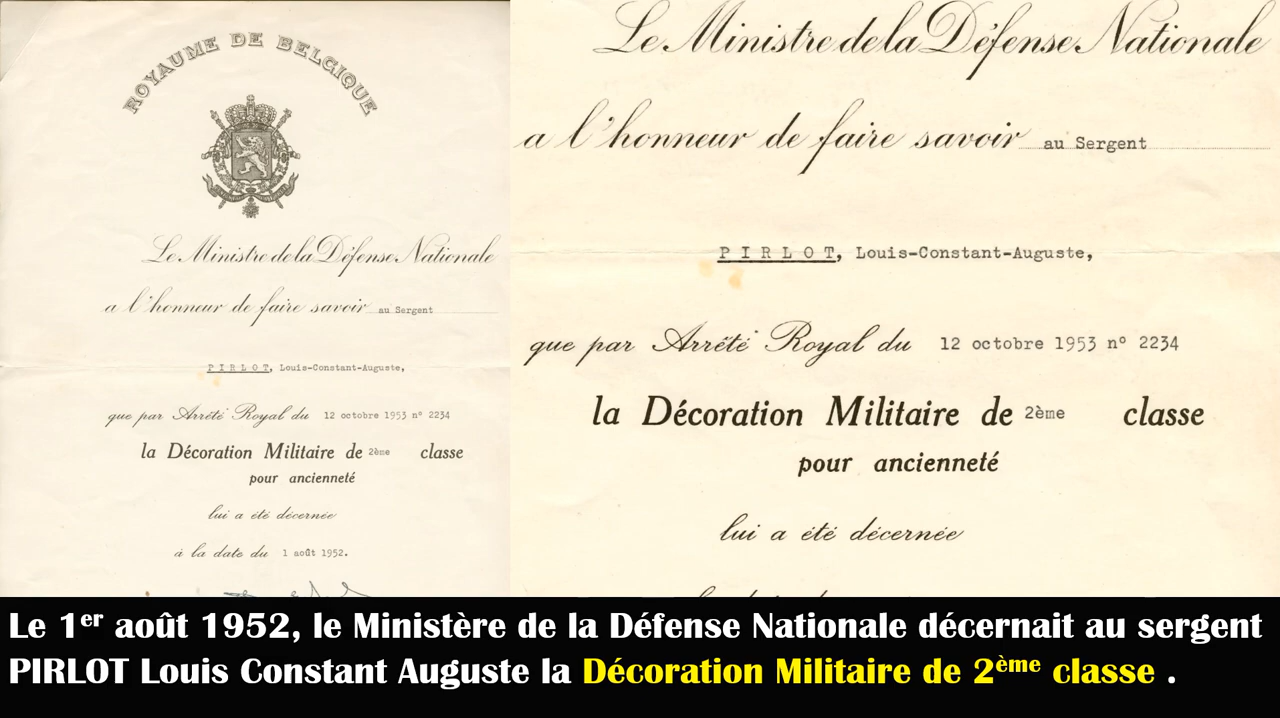 ROYAUME DE BELGIQUE
Le Ministre de la Défense Nationale
a l'honneur de faire savoir au Sergent
PIRLOT, Louis-Constant-Auguste,
que par Arrêté Royal du 12 octobre 1953 n° 2234
la Décoration Militaire de 2ème classe
pour ancienneté
lui a été décernée
à la date du 1 août 1952.
Le Ministre de la Défense Nationale
a l'honneur de faire savoir au Sergent
PIRLOT, Louis-Constant-Auguste,
que par Arrêté Royal du 12 octobre 1953 n° 2234
la Décoration Militaire de 2ème classe
pour ancienneté
lui a été décernée
Le 1er août 1952, le Ministère de la Défense Nationale décernait au sergent
PIRLOT Louis Constant Auguste la Décoration Militaire de 2ème classe .